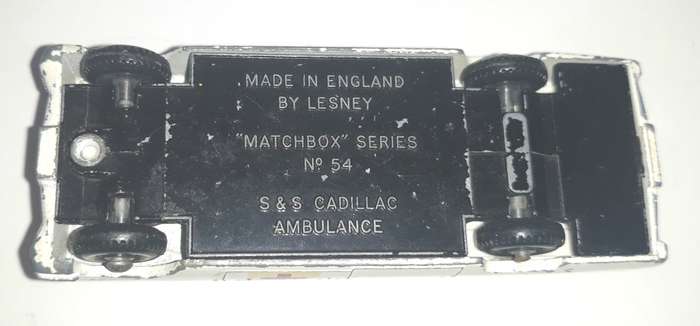 MADE IN ENGLAND
BY LESNEY
"MATCHBOX" SERIES
Nº 54
S & S CADILLAC
AMBULANCE